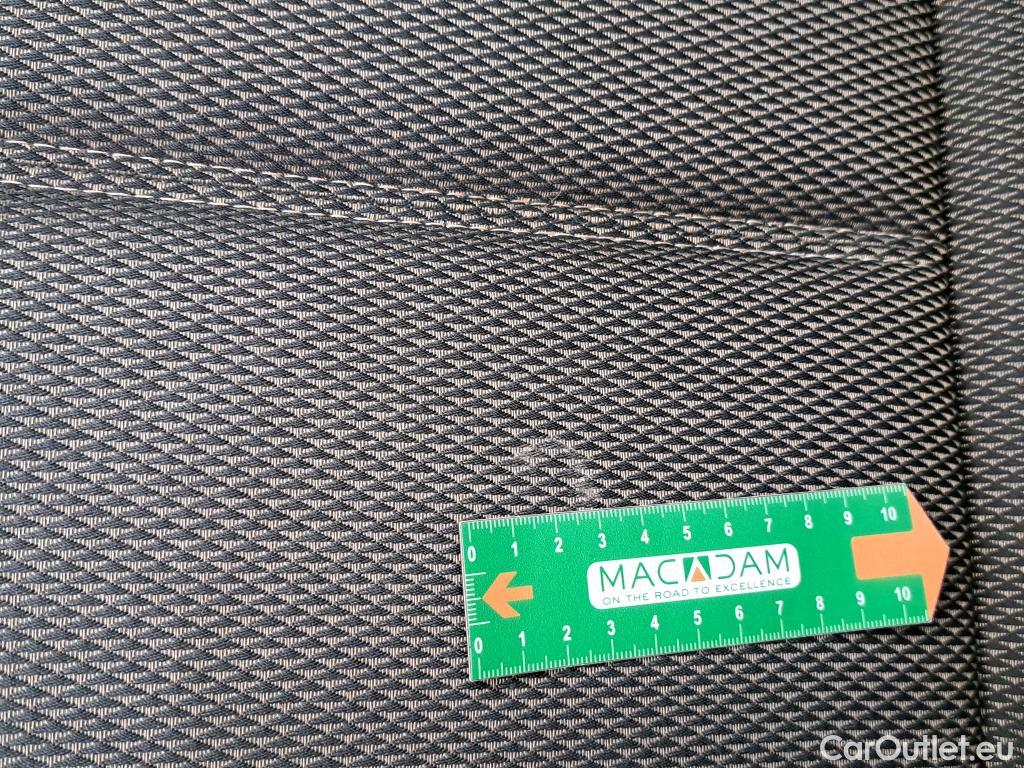 0 1 2 3 4 5 6 7 8 9 10
MACADAM
ON THE ROAD TO EXCELLENCE
0 1 2 3 4 5 6 7 8 9 10
CarOutlet.eu